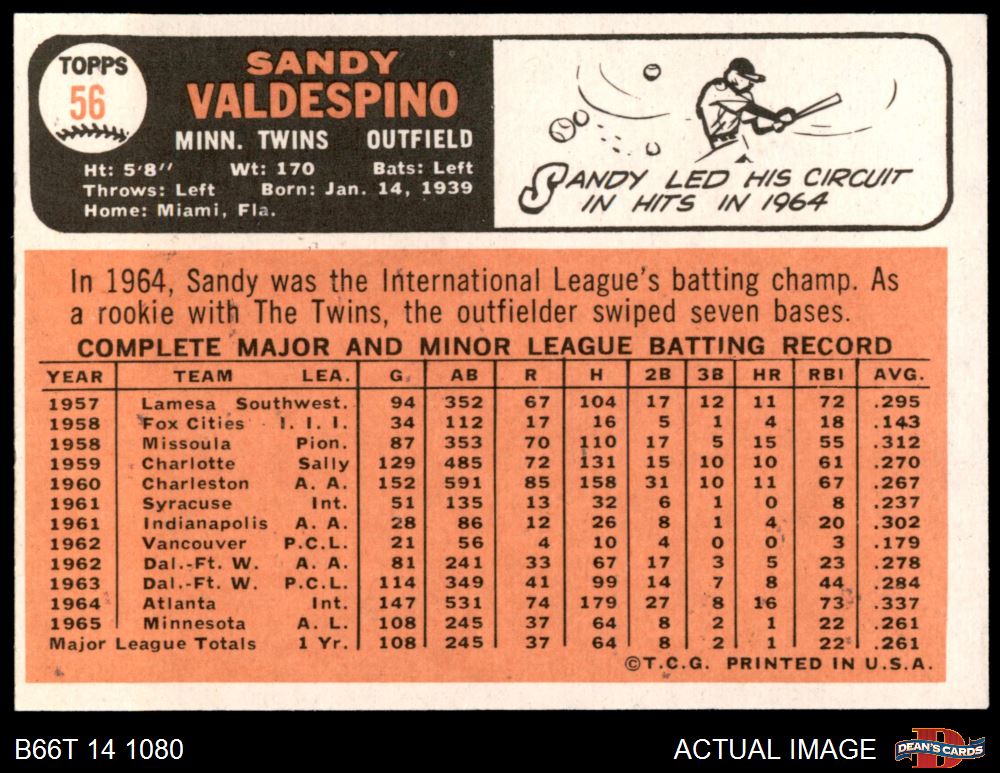 TOPPS
56
SANDY
VALDESPINO
MINN. TWINS OUTFIELD
Ht: 5'8'' Wt: 170 Bats: Left
Throws: Left Born: Jan. 14, 1939
Home: Miami, Fla.
SANDY LED HIS CIRCUIT
IN HITS IN 1964
In 1964, Sandy was the International League's batting champ. As
a rookie with The Twins, the outfielder swiped seven bases.
COMPLETE MAJOR AND MINOR LEAGUE BATTING RECORD
YEAR TEAM LEA. G. AB R H 2B 3B HR RBI AVG.
1957 Lamesa Southwest. 94 352 67 104 17 12 11 72 .295
1958 Fox Cities I. I. I. 34 112 17 16 5 1 4 18 .143
1958 Missoula Pion. 87 353 70 110 17 5 15 55 .312
1959 Charlotte Sally 129 485 72 131 15 10 10 61 .270
1960 Charleston A. A. 152 591 85 158 31 10 11 67 .267
1961 Syracuse Int. 51 135 13 32 6 1 0 8 .237
1961 Indianapolis A. A. 28 86 12 26 8 1 4 20 .302
1962 Vancouver P.C.L. 21 56 4 10 4 0 0 3 .179
1962 Dal.-Ft. W. A. A. 81 241 33 67 17 3 5 23 .278
1963 Dal.-Ft. W. P.C.L. 114 349 41 99 14 7 8 44 .284
1964 Atlanta Int. 147 531 74 179 27 8 16 73 .337
1965 Minnesota A. L. 108 245 37 64 8 2 1 22 .261
Major League Totals 1 Yr. 108 245 37 64 8 2 1 22 .261
©T.C.G. PRINTED IN U.S.A.
B66T 14 1080
ACTUAL IMAGE
D
DEAN'S CARDS